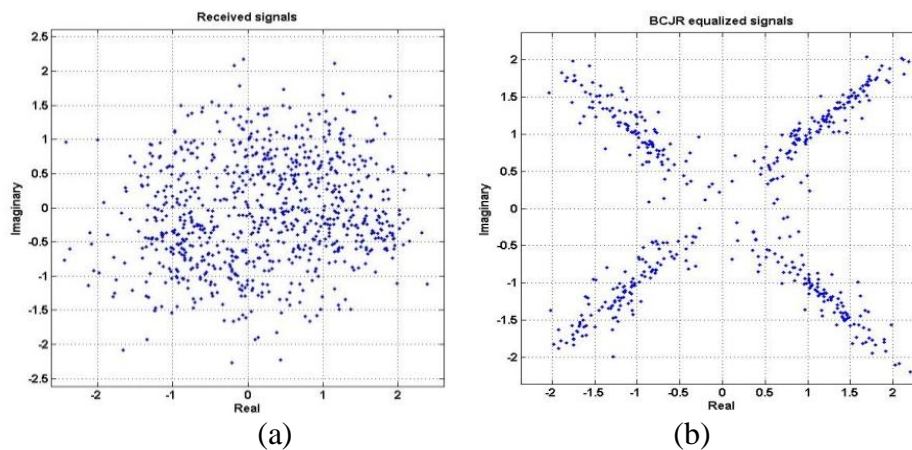 Received signals
2.5
2
1.5
1
0.5
0
-0.5
-1
-1.5
-2
-2.5
Imaginary
-2 -1 0 1 2
Real
(a)
BCJR equalized signals
2
1.5
1
0.5
0
-0.5
-1
-1.5
-2
Imaginary
-2 -1.5 -1 -0.5 0 0.5 1 1.5 2
Real
(b)